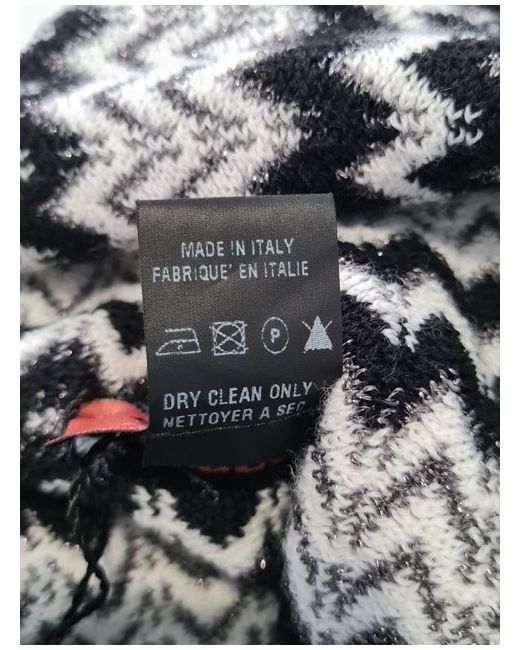 MADE IN ITALY
FABRIQUE' EN ITALIE
P
DRY CLEAN ONLY
NETTOYER A SEC